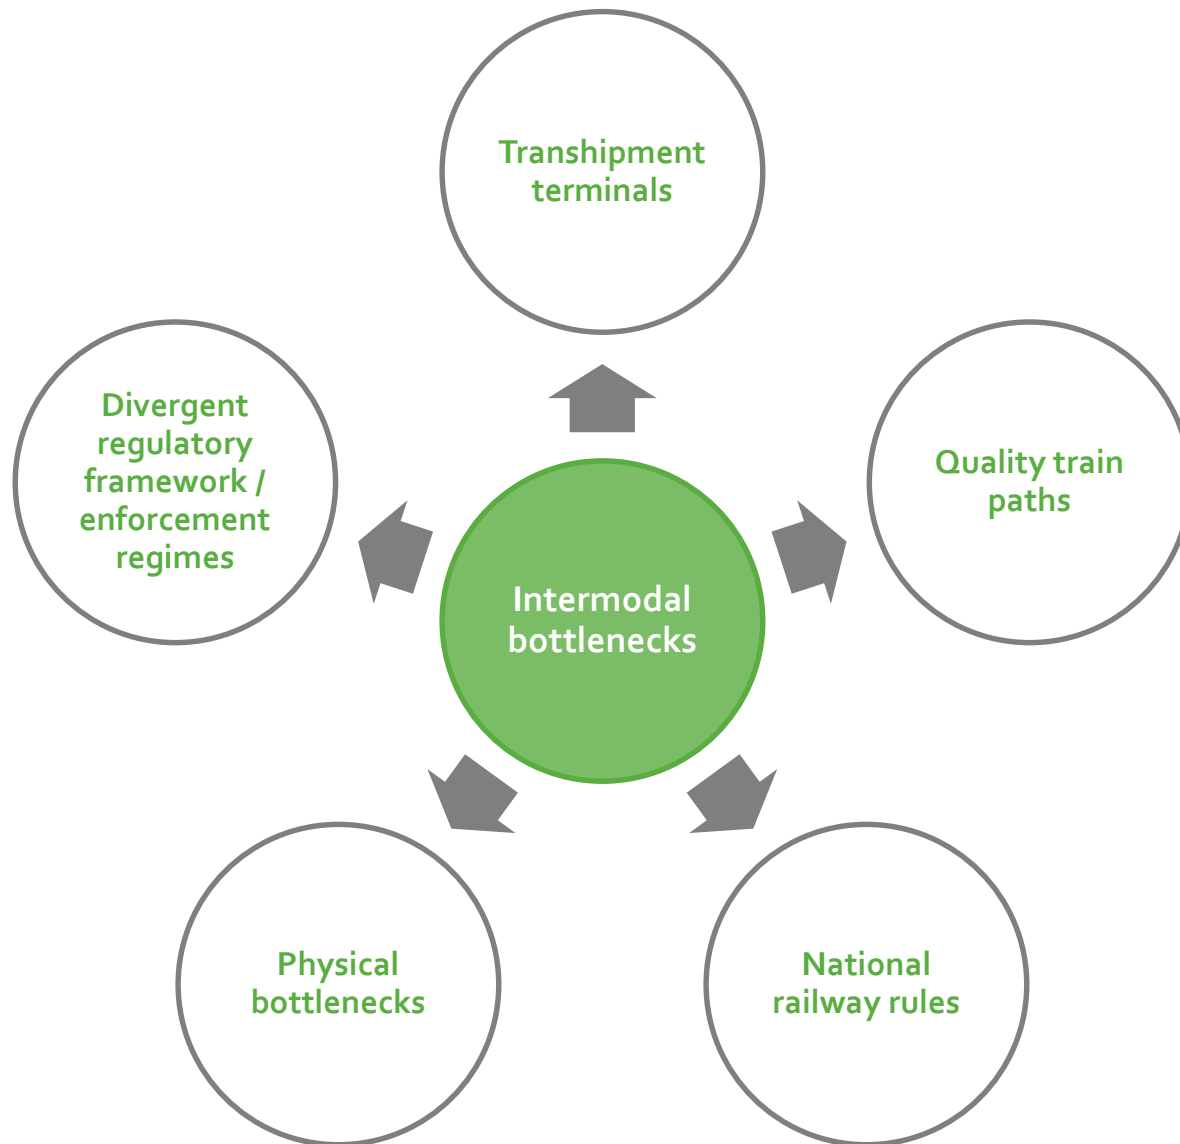 Transhipment
terminals
Divergent
regulatory
framework /
enforcement
regimes
Quality train
paths
Intermodal
bottlenecks
Physical
bottlenecks
National
railway rules